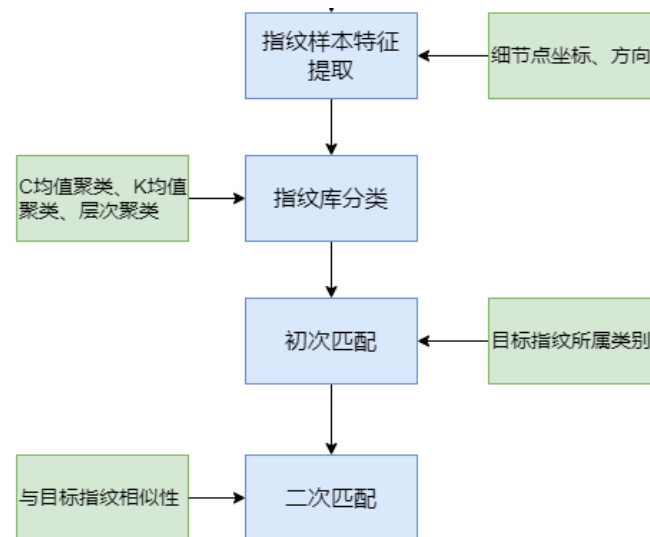 指纹样本特征
提取
细节点坐标、方向
C均值聚类、K均值
聚类、层次聚类
指纹库分类
初次匹配
目标指纹所属类别
与目标指纹相似性
二次匹配